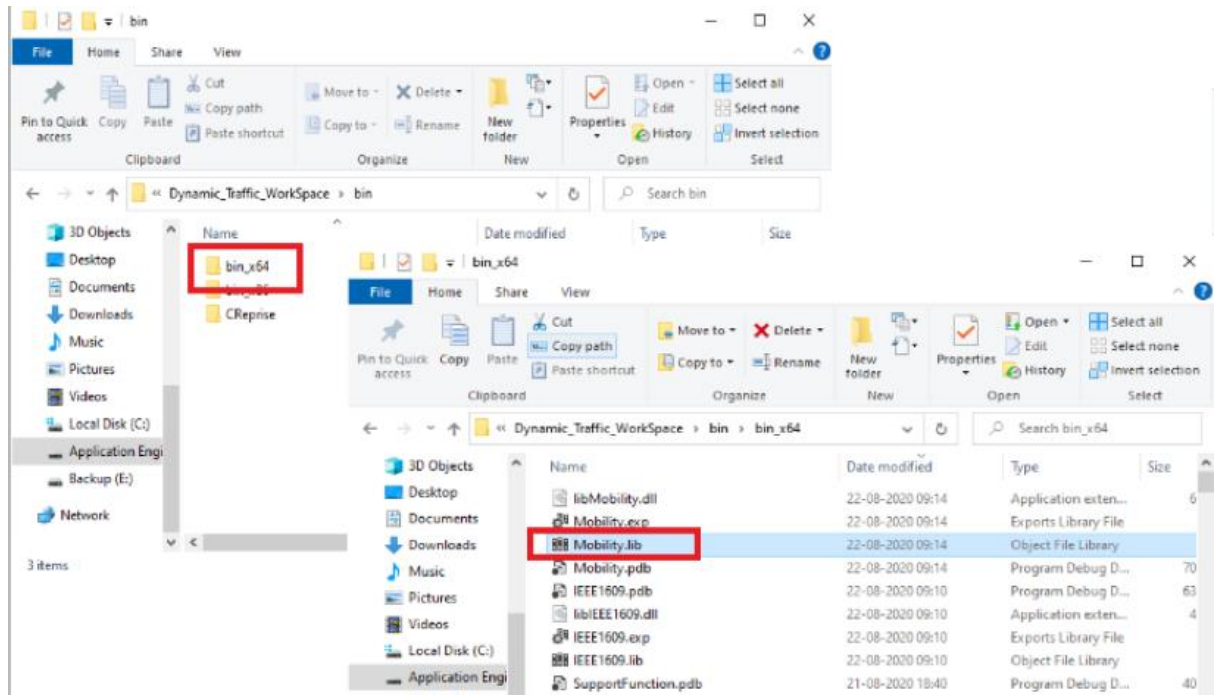 bin
File Home Share View
Pin to Quick access Copy Paste Cut Copy path Paste shortcut Move to Copy to Delete Rename New folder Properties Open Edit History Select all Select none Invert selection
Clipboard Organize New Open Select
« Dynamic_Traffic_WorkSpace › bin Search bin
3D Objects
Desktop
Documents
Downloads
Music
Pictures
Videos
Local Disk (C:)
Application Engi
Backup (E:)
Network
3 items
Name Date modified Type Size
bin_x64
CReprise
bin_x64
File Home Share View
Pin to Quick access Copy Paste Cut Copy path Paste shortcut Move to Copy to Delete Rename New folder Properties Open Edit History Select all Select none Invert selection
Clipboard Organize New Open Select
« Dynamic_Traffic_WorkSpace › bin › bin_x64 Search bin_x64
3D Objects
Desktop
Documents
Downloads
Music
Pictures
Videos
Local Disk (C:)
Application Engi
Name Date modified Type Size
libMobility.dll 22-08-2020 09:14 Application exten... 6
Mobility.exp 22-08-2020 09:14 Exports Library File
Mobility.lib 22-08-2020 09:14 Object File Library
Mobility.pdb 22-08-2020 09:14 Program Debug D... 70
IEEE1609.pdb 22-08-2020 09:10 Program Debug D... 63
libIEEE1609.dll 22-08-2020 09:10 Application exten... 4
IEEE1609.exp 22-08-2020 09:10 Exports Library File
IEEE1609.lib 22-08-2020 09:10 Object File Library
SupportFunction.pdb 21-08-2020 18:40 Program Debug D... 40